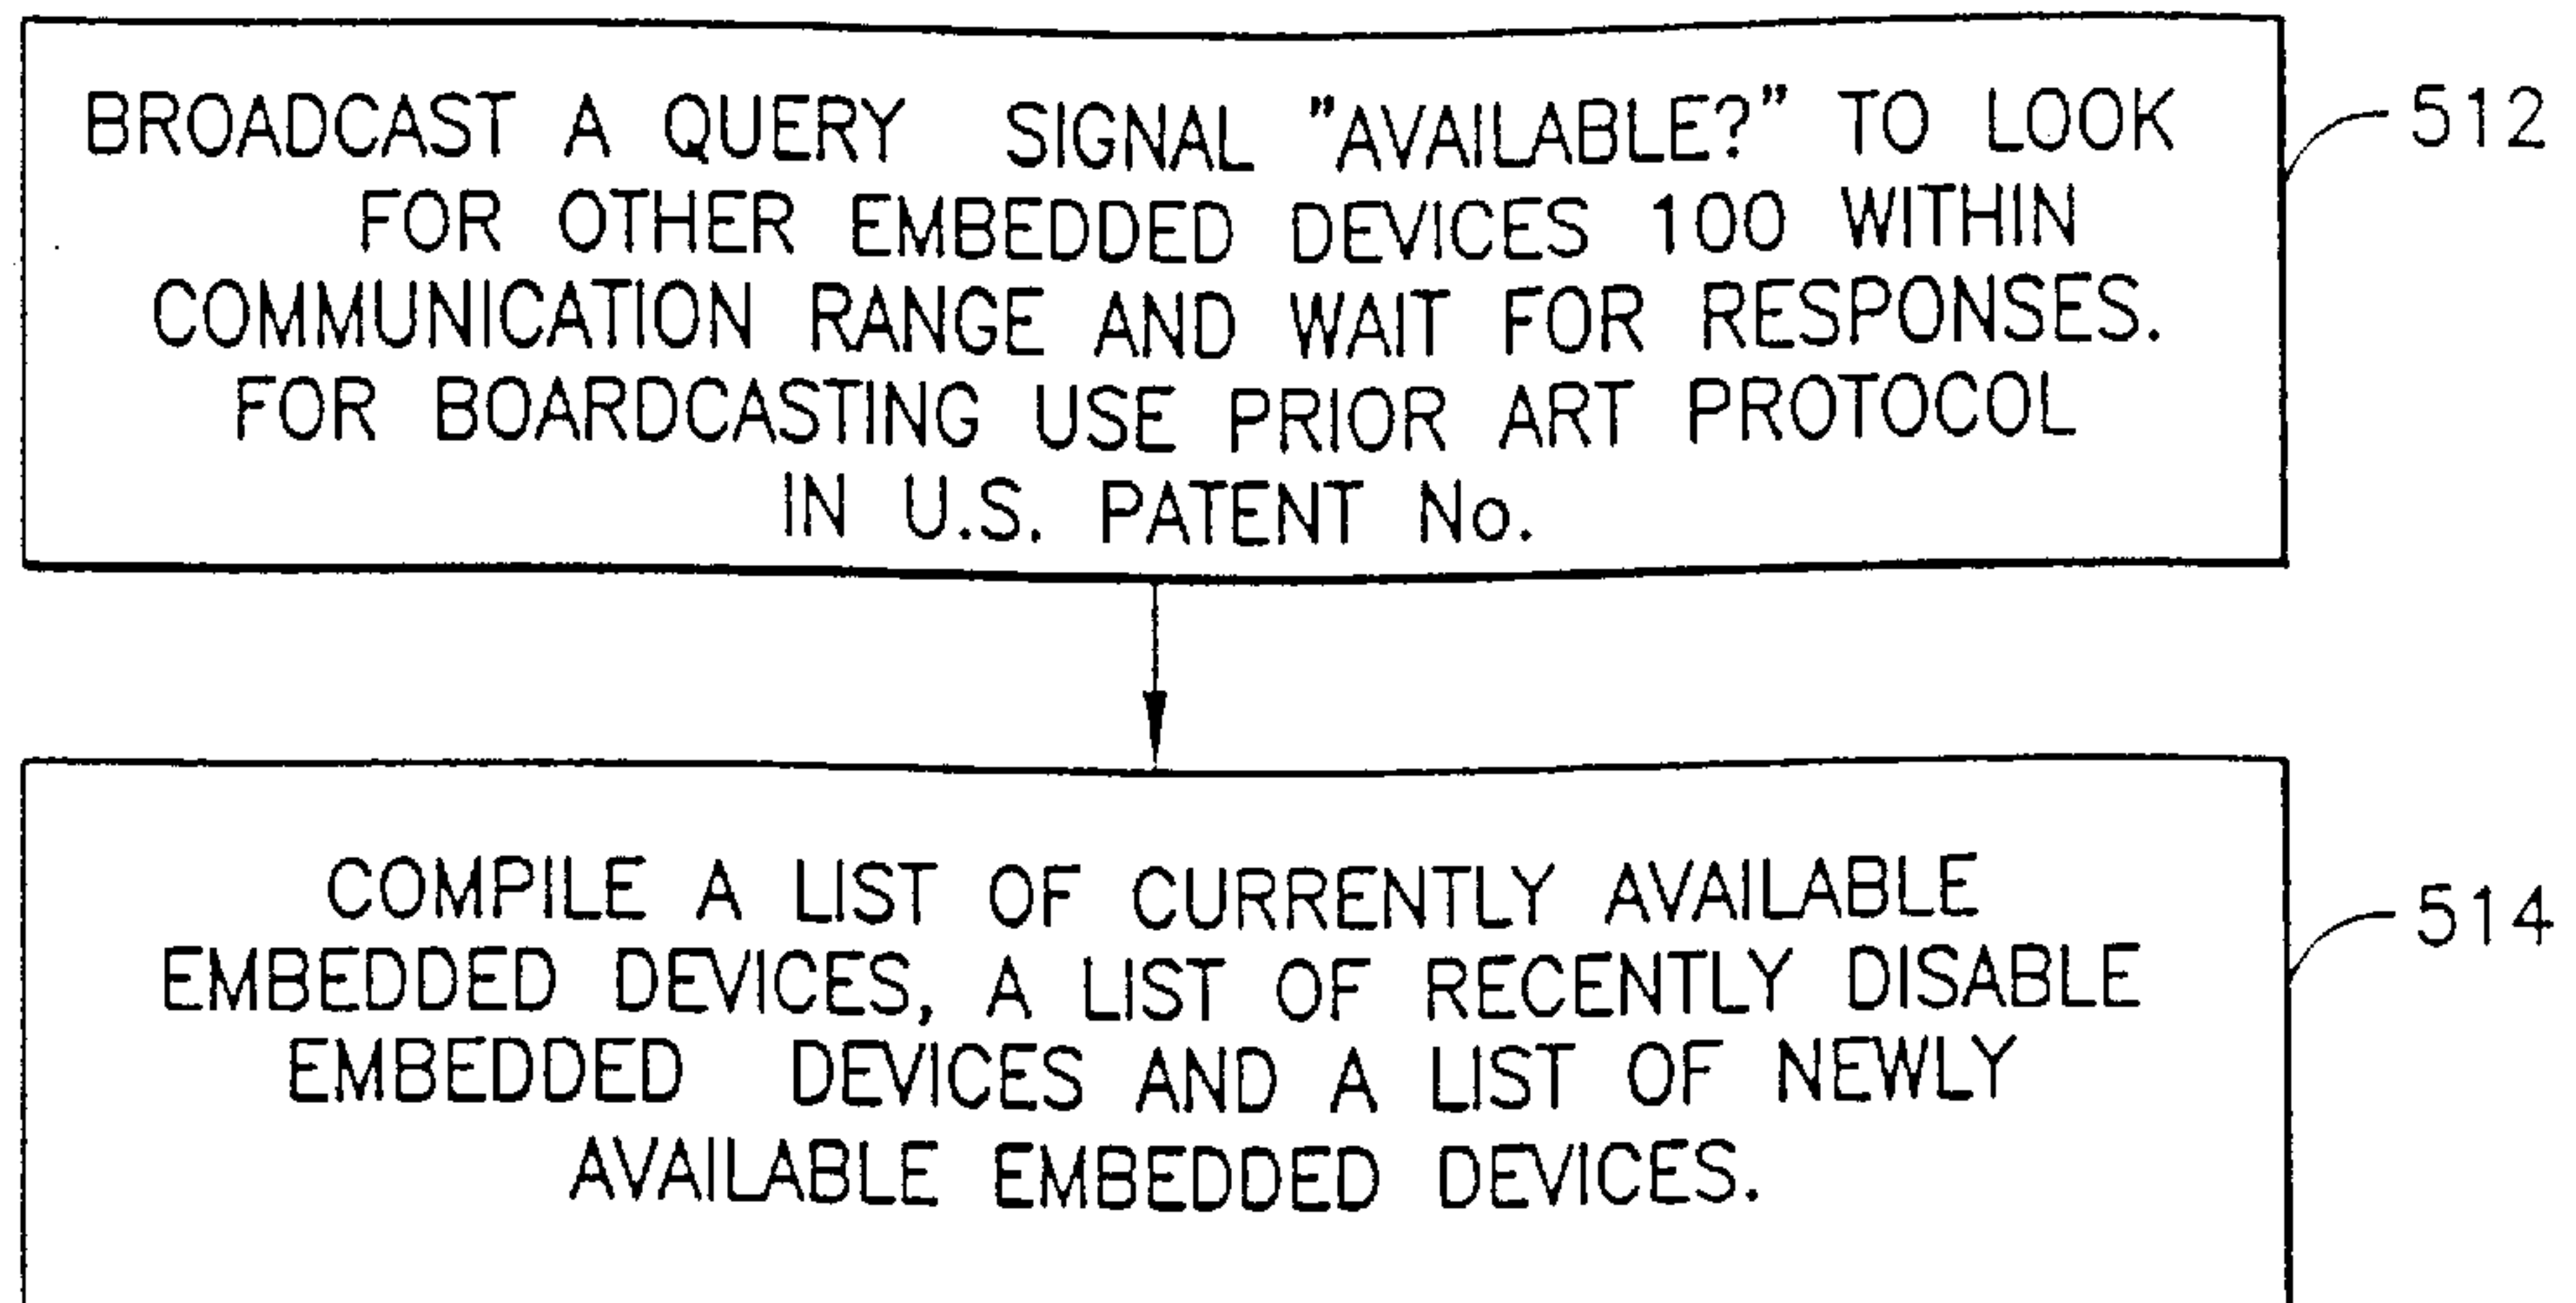 BROADCAST A QUERY SIGNAL "AVAILABLE?" TO LOOK
FOR OTHER EMBEDDED DEVICES 100 WITHIN
COMMUNICATION RANGE AND WAIT FOR RESPONSES.
FOR BOARDCASTING USE PRIOR ART PROTOCOL
IN U.S. PATENT No.
512
COMPILE A LIST OF CURRENTLY AVAILABLE
EMBEDDED DEVICES, A LIST OF RECENTLY DISABLE
EMBEDDED DEVICES AND A LIST OF NEWLY
AVAILABLE EMBEDDED DEVICES.
514